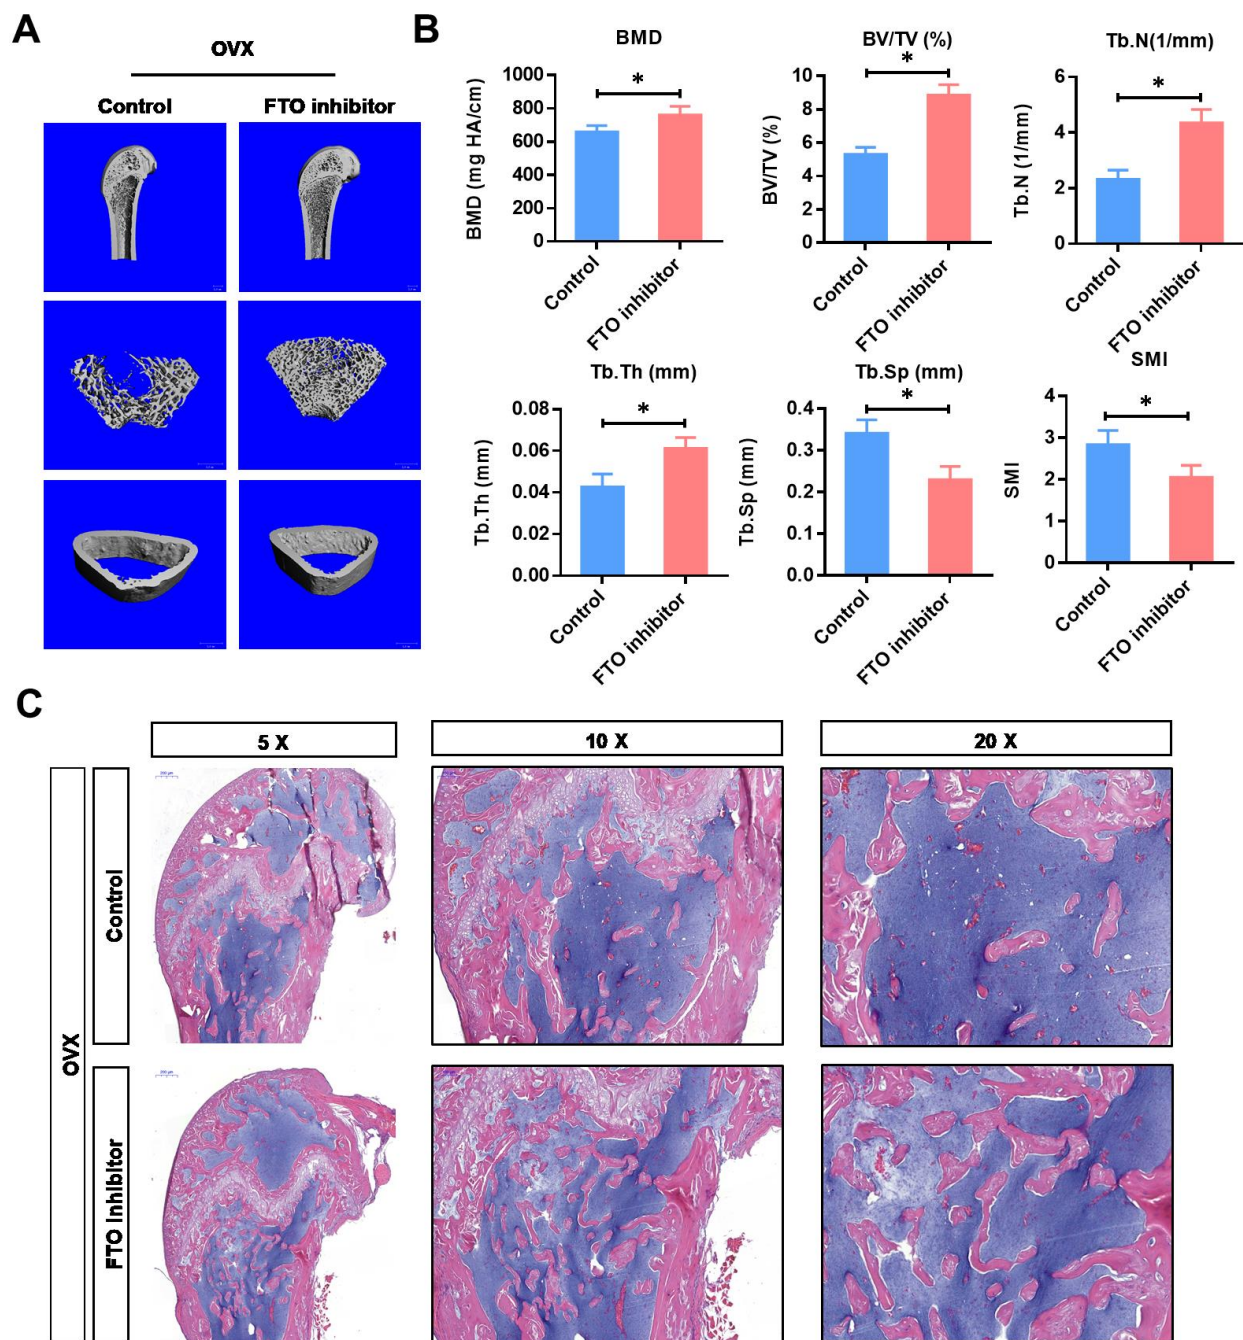 A
OVX
Control
FTO inhibitor
B
BMD
BMD (mg HA/cm)
1000
800
600
400
200
0
*
Control
FTO inhibitor
BV/TV (%)
BV/TV (%)
10
8
6
4
2
0
*
Control
FTO inhibitor
Tb.N(1/mm)
Tb.N (1/mm)
6
4
2
0
*
Control
FTO inhibitor
Tb.Th (mm)
Tb.Th (mm)
0.08
0.06
0.04
0.02
0.00
*
Control
FTO inhibitor
Tb.Sp (mm)
Tb.Sp (mm)
0.4
0.3
0.2
0.1
0.0
*
Control
FTO inhibitor
SMI
SMI
4
3
2
1
0
*
Control
FTO inhibitor
C
5 X
10 X
20 X
OVX
Control
FTO Inhibitor
200 μm
200 μm